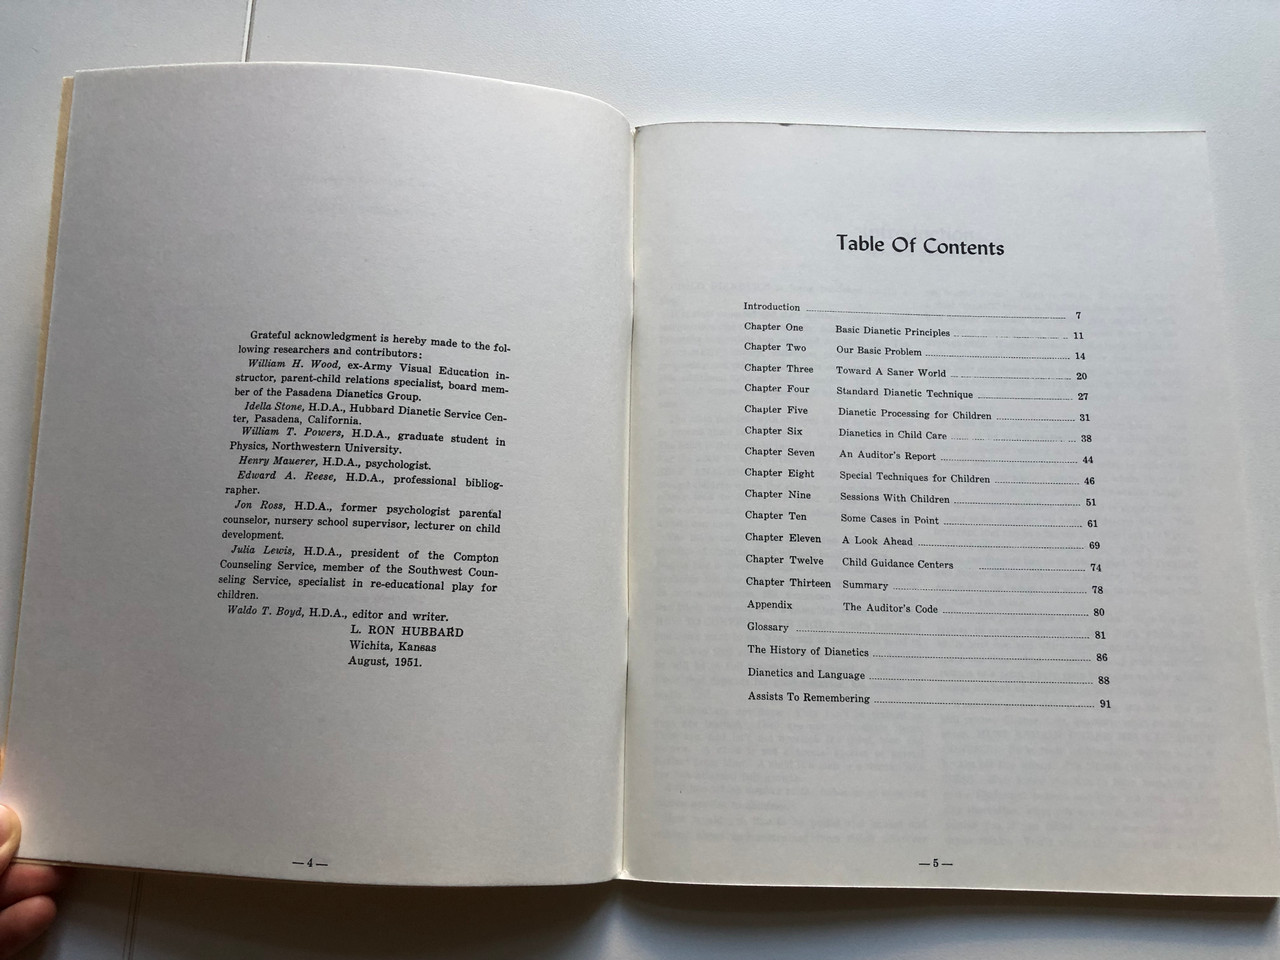 Grateful acknowledgment is hereby made to the fol-
lowing researchers and contributors:
William H. Wood, ex-Army Visual Education in-
structor, parent-child relations specialist, board mem-
ber of the Pasadena Dianetics Group.
Idella Stone, H.D.A., Hubbard Dianetic Service Cen-
ter, Pasadena, California.
William T. Powers, H.D.A., graduate student in
Physics, Northwestern University.
Henry Mauerer, H.D.A., psychologist.
Edward A. Reese, H.D.A., professional bibliog-
rapher.
Jon Ross, H.D.A., former psychologist parental
counselor, nursery school supervisor, lecturer on child
development.
Julia Lewis, H.D.A., president of the Compton
Counseling Service, member of the Southwest Coun-
seling Service, specialist in re-educational play for
children.
Waldo T. Boyd, H.D.A., editor and writer.
L. RON HUBBARD
Wichita, Kansas
August, 1951.
— 4 —
Table Of Contents
Introduction 7
Chapter One Basic Dianetic Principles 11
Chapter Two Our Basic Problem 14
Chapter Three Toward A Saner World 20
Chapter Four Standard Dianetic Technique 27
Chapter Five Dianetic Processing for Children 31
Chapter Six Dianetics in Child Care 38
Chapter Seven An Auditor's Report 44
Chapter Eight Special Techniques for Children 46
Chapter Nine Sessions With Children 51
Chapter Ten Some Cases in Point 61
Chapter Eleven A Look Ahead 69
Chapter Twelve Child Guidance Centers 74
Chapter Thirteen Summary 78
Appendix The Auditor's Code 80
Glossary 81
The History of Dianetics 86
Dianetics and Language 88
Assists To Remembering 91
— 5 —